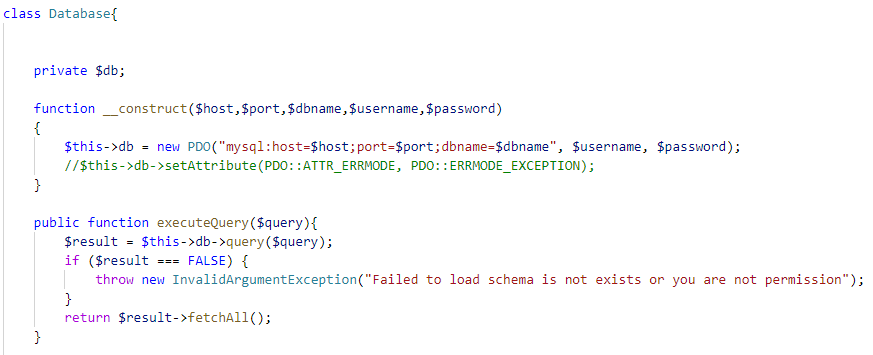 class Database{
private $db;
function __construct($host,$port,$dbname,$username,$password)
{
$this->db = new PDO("mysql:host=$host;port=$port;dbname=$dbname", $username, $password);
//$this->db->setAttribute(PDO::ATTR_ERRMODE, PDO::ERRMODE_EXCEPTION);
}
public function executeQuery($query){
$result = $this->db->query($query);
if ($result === FALSE) {
throw new InvalidArgumentException("Failed to load schema is not exists or you are not permission");
}
return $result->fetchAll();
}